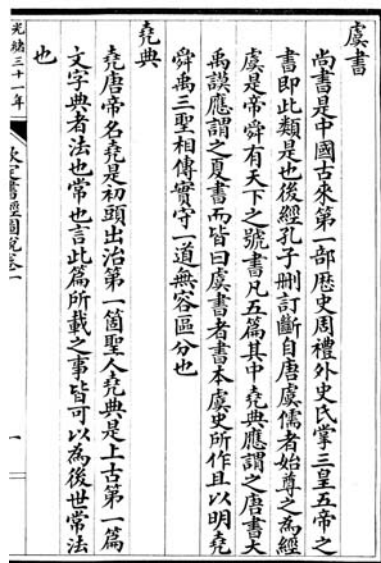 虞書
尚書是中國古來第一部歷史周禮外史氏掌三皇五帝之
書即此類是也後經孔子刪訂斷自唐虞儒者始尊之為經
虞是帝舜有天下之號書凡五篇其中堯典應謂之唐書大
禹謨應謂之夏書而皆曰虞書者書本虞史所作且以明堯
舜禹三聖相傳實守一道無容區分也
堯典
堯唐帝名堯是初頭出治第一箇聖人堯典是上古第一篇
文字典者法也常也言此篇所載之事皆可以為後世常法
也
光緒三十一年
欽定書經圖說卷一
一